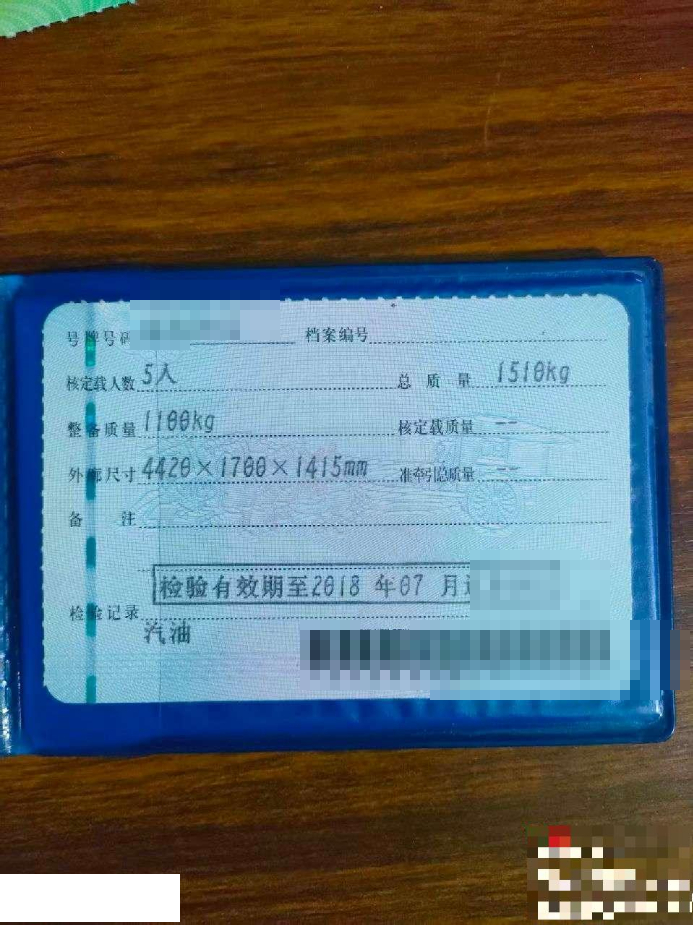 号牌号码 档案编号
核定载人数 5人 总质量 1510kg
整备质量 1100kg 核定载质量 --
外廓尺寸 4420×1700×1415mm 准牵引总质量 --
备注
检验有效期至2018 年07 月
检验记录
汽油